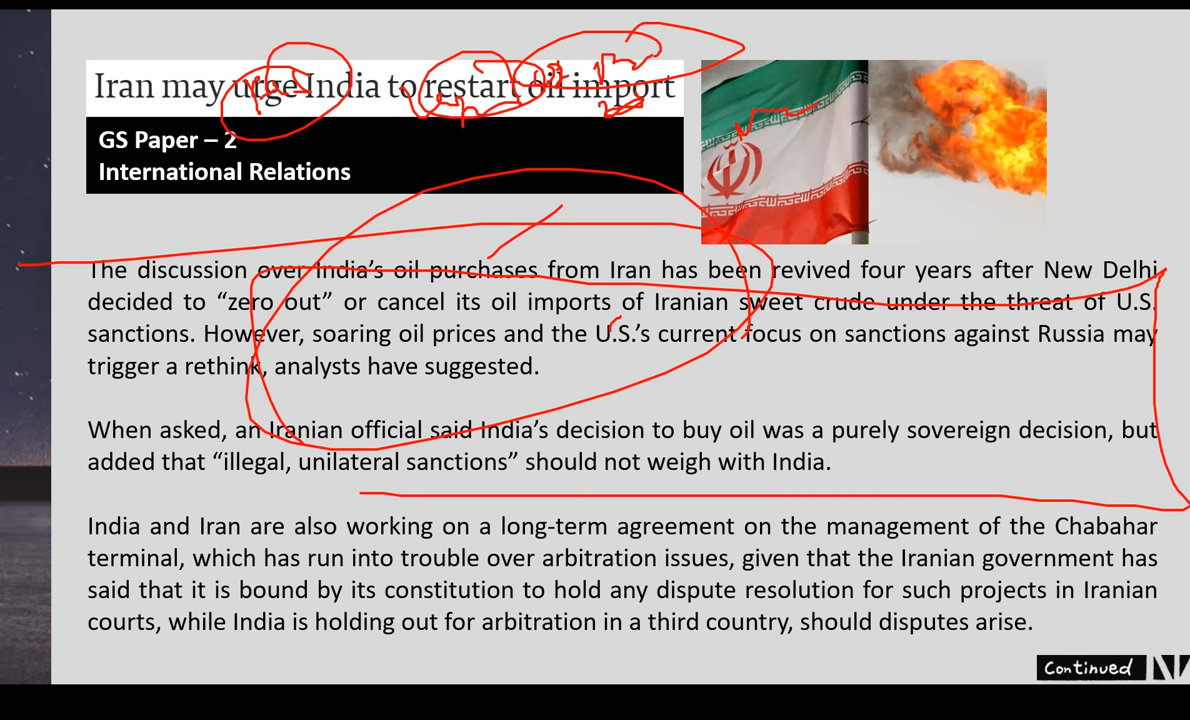 Iran may urge India to restart oil import
GS Paper – 2
International Relations
The discussion over India’s oil purchases from Iran has been revived four years after New Delhi
decided to “zero out” or cancel its oil imports of Iranian sweet crude under the threat of U.S.
sanctions. However, soaring oil prices and the U.S.’s current focus on sanctions against Russia may
trigger a rethink, analysts have suggested.
When asked, an Iranian official said India’s decision to buy oil was a purely sovereign decision, but
added that “illegal, unilateral sanctions” should not weigh with India.
India and Iran are also working on a long-term agreement on the management of the Chabahar
terminal, which has run into trouble over arbitration issues, given that the Iranian government has
said that it is bound by its constitution to hold any dispute resolution for such projects in Iranian
courts, while India is holding out for arbitration in a third country, should disputes arise.
Continued